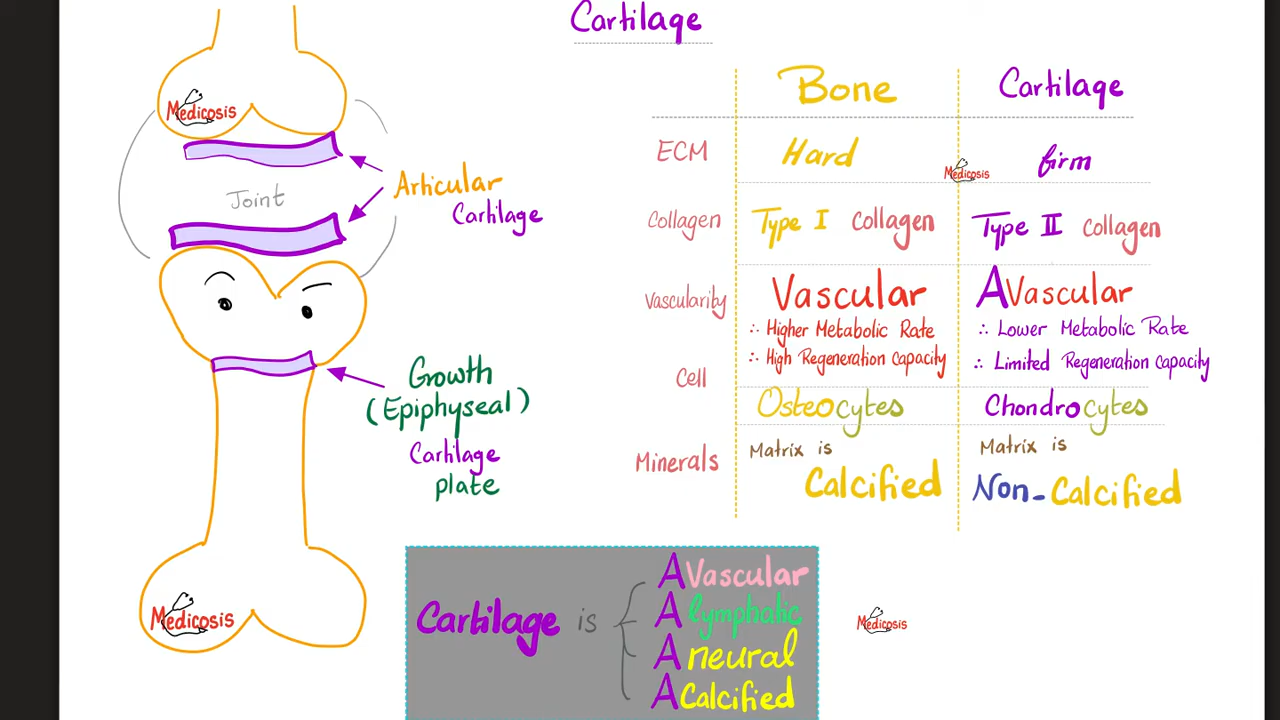 Cartilage
Medicosis
Joint
Articular
Cartilage
Growth
(Epiphyseal)
Cartilage
plate
Medicosis
Bone
Cartilage
ECM
Hard
Medicosis
firm
Collagen
Type I Collagen
Type II Collagen
Vascularity
Vascular
AVascular
∴ Higher Metabolic Rate
∴ Lower Metabolic Rate
∴ High Regeneration Capacity
∴ Limited Regeneration Capacity
Cell
Osteocytes
Chondrocytes
Minerals
Matrix is
Calcified
Matrix is
Non-Calcified
Cartilage is
AVascular
Alymphatic
Aneural
ACalcified
Medicosis